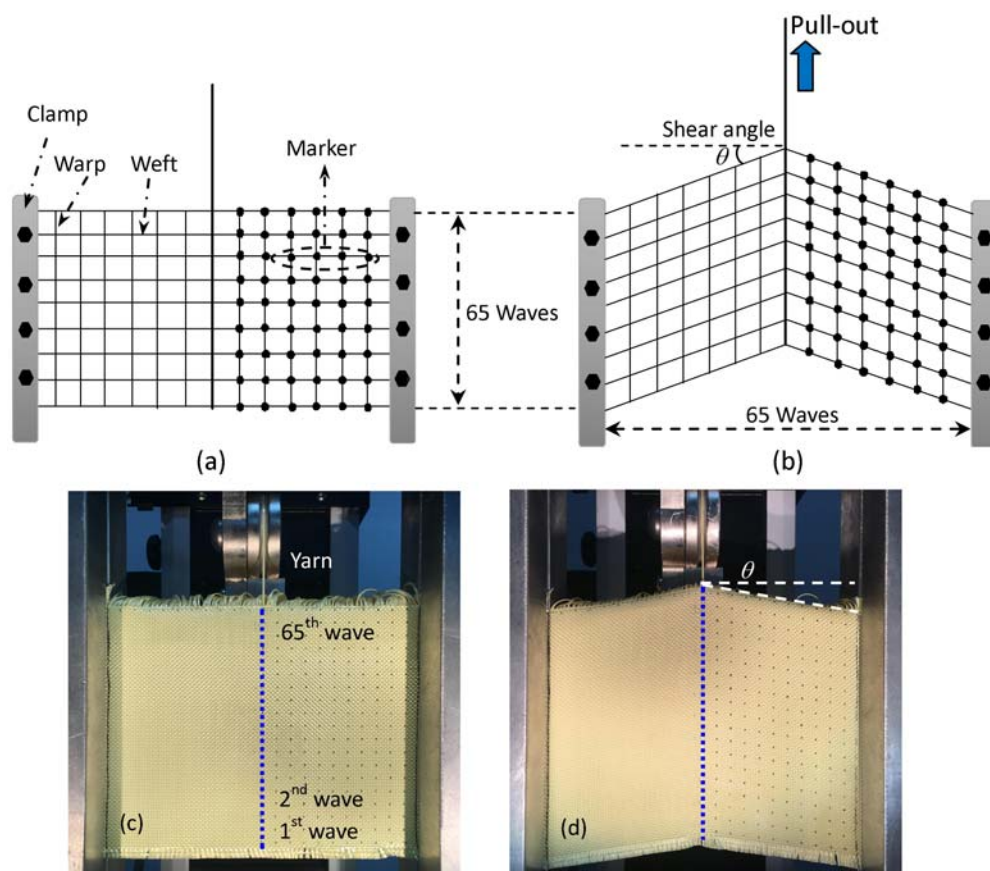 Clamp
Warp
Weft
Marker
65 Waves
(a)
Pull-out
Shear angle
θ
65 Waves
(b)
Yarn
65th wave
2nd wave
1st wave
(c)
θ
(d)